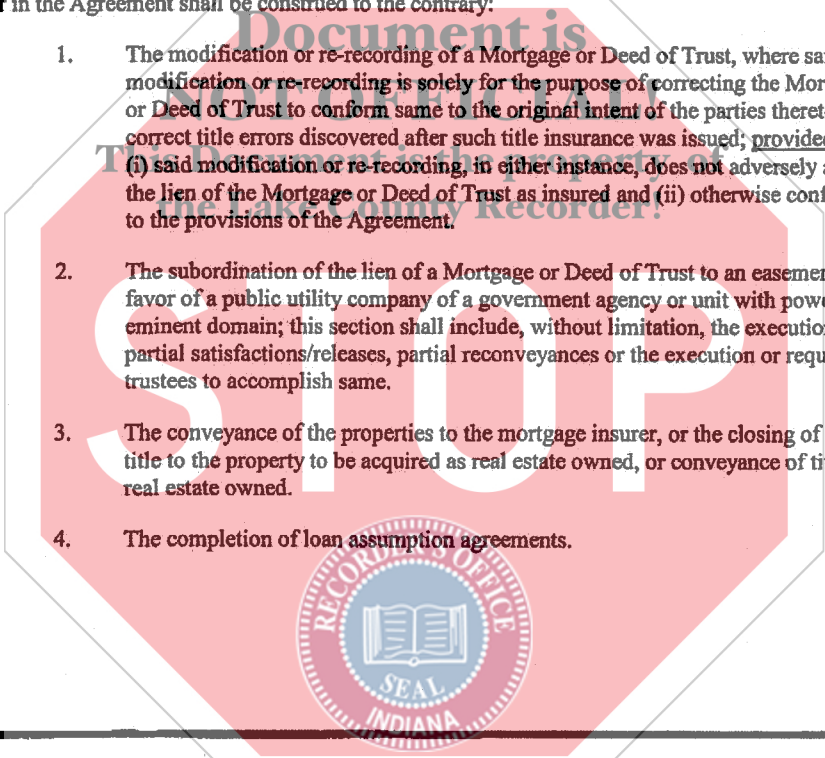 r in the Agreement shall be construed to the contrary:
Document is
1. The modification or re-recording of a Mortgage or Deed of Trust, where sai
modification or re-recording is solely for the purpose of correcting the Mor
NOT OFFICIAL!
or Deed of Trust to conform same to the original intent of the parties theret
correct title errors discovered after such title insurance was issued; provided
This Document is the property of
(i) said modification or re-recording, in either instance, does not adversely a
the lien of the Mortgage or Deed of Trust as insured and (ii) otherwise conf
the Lake County Recorder!
to the provisions of the Agreement.
2. The subordination of the lien of a Mortgage or Deed of Trust to an easemen
favor of a public utility company of a government agency or unit with powe
eminent domain; this section shall include, without limitation, the execution
partial satisfactions/releases, partial reconveyances or the execution or requ
trustees to accomplish same.
STOP
3. The conveyance of the properties to the mortgage insurer, or the closing of
title to the property to be acquired as real estate owned, or conveyance of ti
real estate owned.
4. The completion of loan assumption agreements.
RECORDER'S OFFICE
SEAL
INDIANA